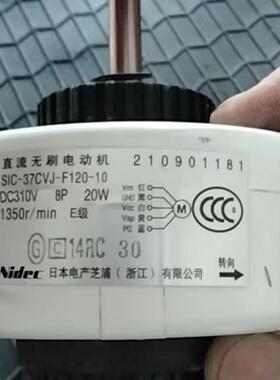 直流无刷电动机 210901181
SIC-37CVJ-F120-10
DC310V 8P 20W
1350r/min E级
Vm 红
GND 黑
Vcc 白
Vsp 黄
PG 蓝
M
CCC
G C 14RC 30
Nidec 日本电产芝浦(浙江)有限公司
转向